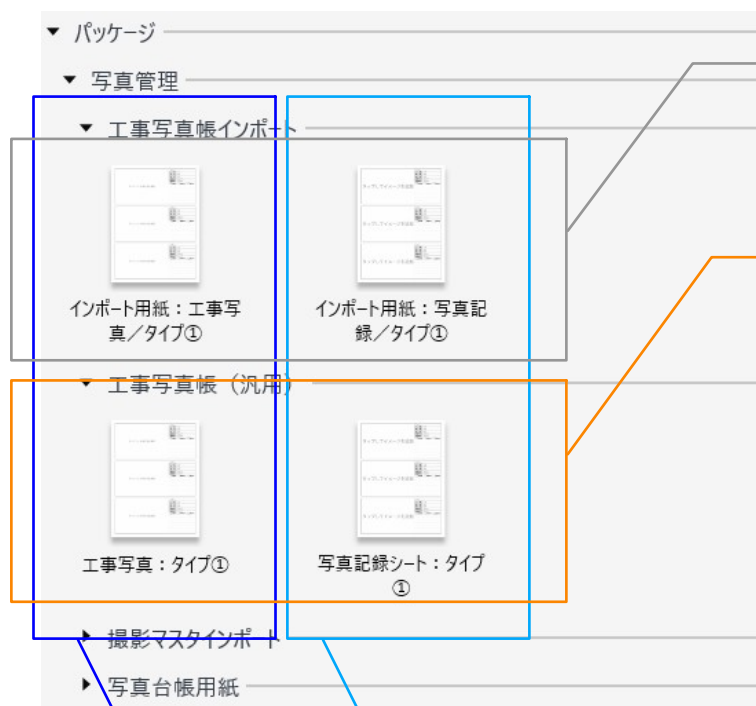 パッケージ
写真管理
工事写真帳インポート
インポート用紙：工事写
真／タイプ①
インポート用紙：写真記
録／タイプ①
工事写真帳（汎用）
工事写真：タイプ①
写真記録シート：タイプ
①
撮影マスクインポート
写真台帳用紙